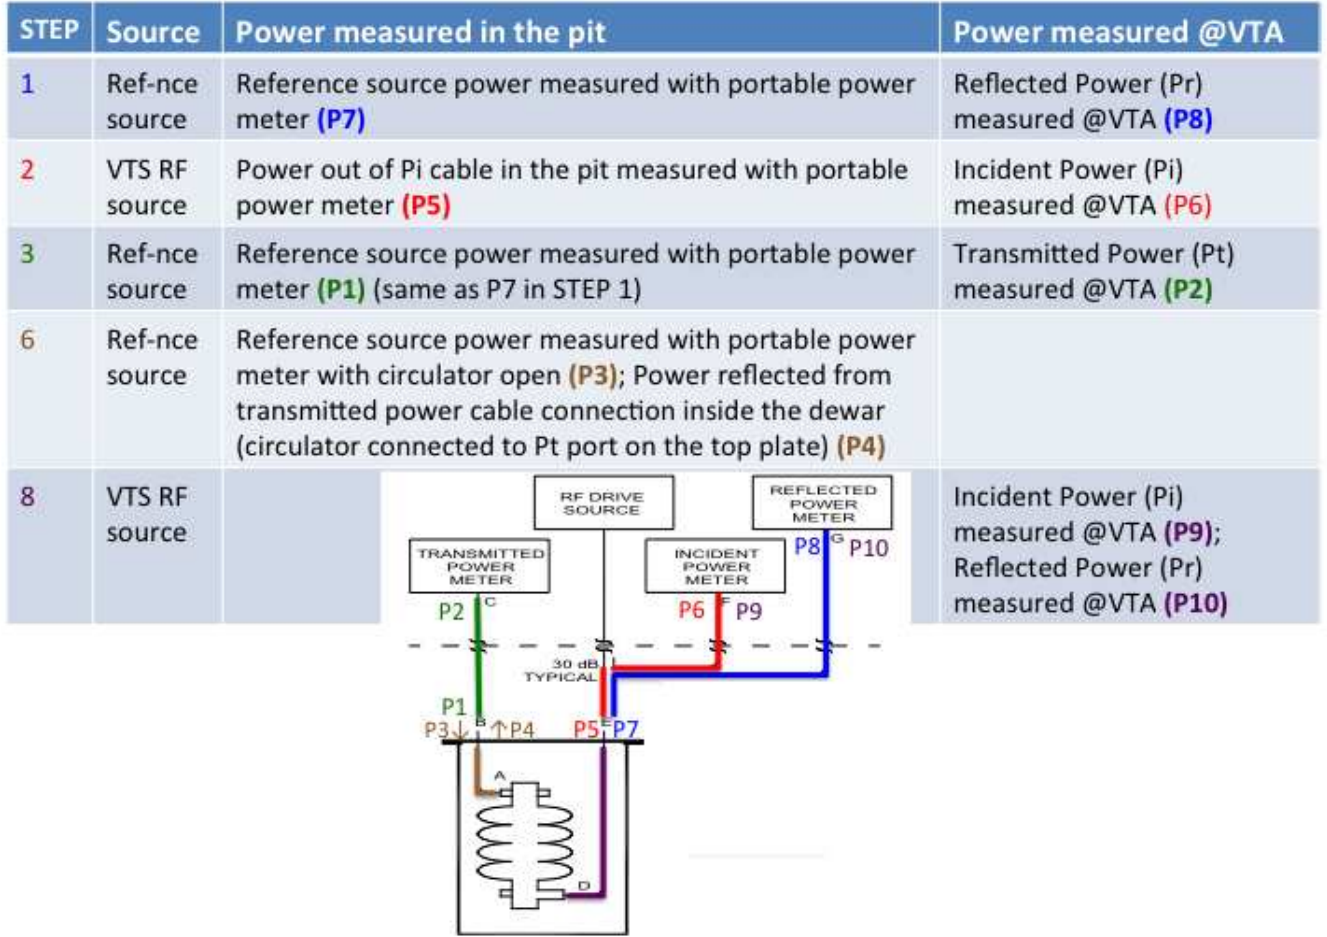 STEP Source Power measured in the pit Power measured @VTA
1 Ref-nce Reference source power measured with portable power Reflected Power (Pr)
source meter (P7) measured @VTA (P8)
2 VTS RF Power out of Pi cable in the pit measured with portable Incident Power (Pi)
source power meter (P5) measured @VTA (P6)
3 Ref-nce Reference source power measured with portable power Transmitted Power (Pt)
source meter (P1) (same as P7 in STEP 1) measured @VTA (P2)
6 Ref-nce Reference source power measured with portable power
source meter with circulator open (P3); Power reflected from
transmitted power cable connection inside the dewar
(circulator connected to Pt port on the top plate) (P4)
8 VTS RF Incident Power (Pi)
source measured @VTA (P9);
Reflected Power (Pr)
measured @VTA (P10)
RF DRIVE
SOURCE
REFLECTED
POWER
METER
P8 G P10
TRANSMITTED
POWER
METER
INCIDENT
POWER
METER
P2 C
P6 F P9
30 dB
TYPICAL
P1
P3↓ B ↑P4
P5 E P7
A
D